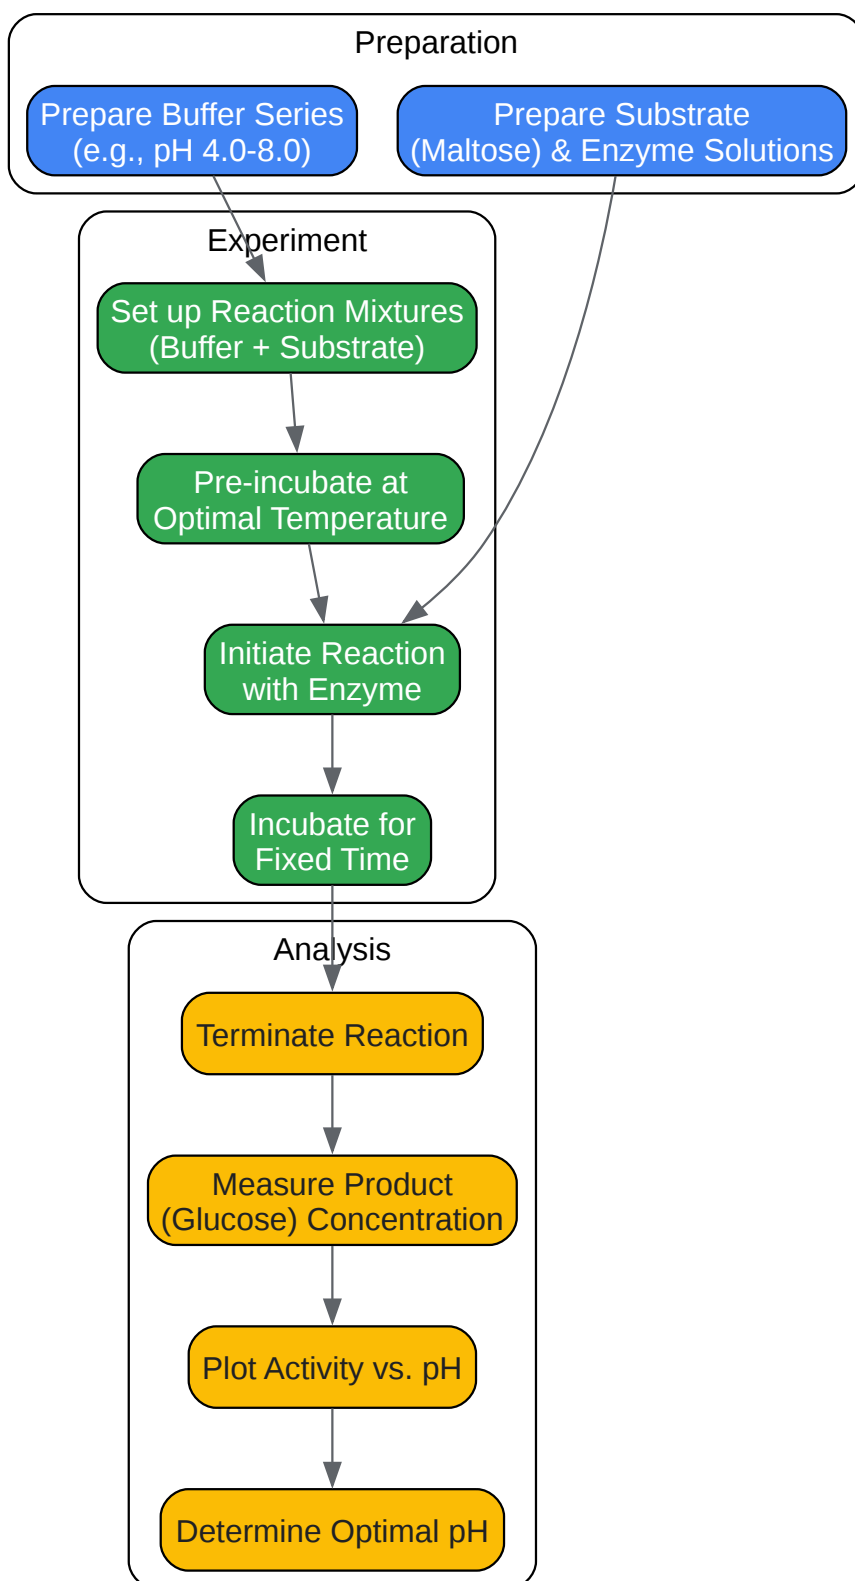 Preparation
Prepare Buffer Series
(e.g., pH 4.0-8.0)
Prepare Substrate
(Maltose) & Enzyme Solutions
Experiment
Set up Reaction Mixtures
(Buffer + Substrate)
Pre-incubate at
Optimal Temperature
Initiate Reaction
with Enzyme
Incubate for
Fixed Time
Analysis
Terminate Reaction
Measure Product
(Glucose) Concentration
Plot Activity vs. pH
Determine Optimal pH